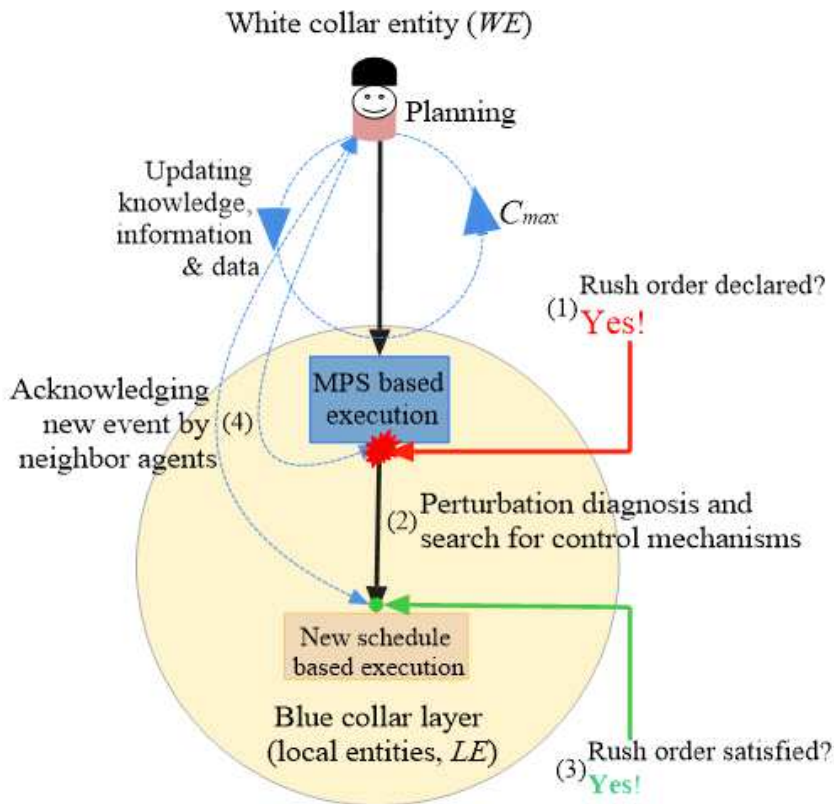 White collar entity (WE)
Planning
Updating
knowledge,
information
& data
Cmax
Rush order declared?
(1) Yes!
MPS based
execution
Acknowledging
new event by
neighbor agents
(4)
(2) Perturbation diagnosis and
search for control mechanisms
New schedule
based execution
Blue collar layer
(local entities, LE)
Rush order satisfied?
(3) Yes!